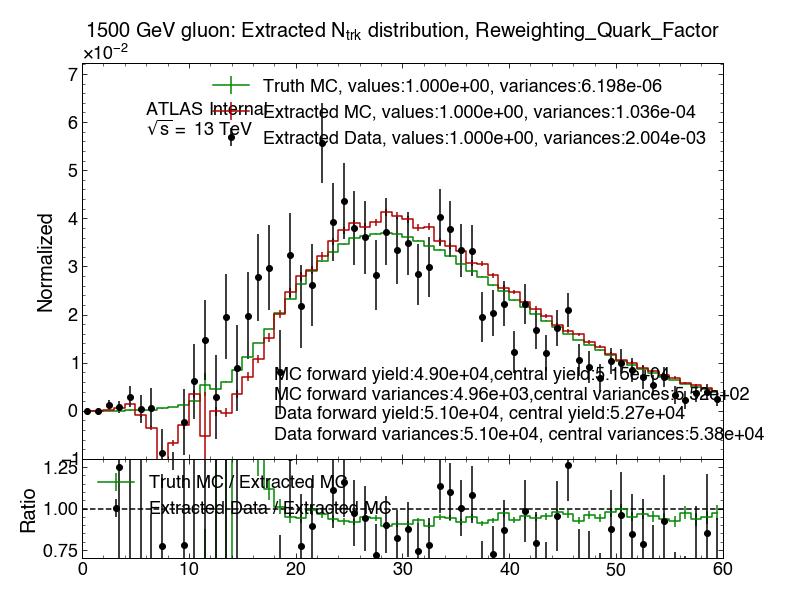 1500 GeV gluon: Extracted N_trk distribution, Reweighting_Quark_Factor
×10⁻²
7
6
5
4
3
2
1
0
−1
Normalized
ATLAS Internal
√s = 13 TeV
Truth MC, values:1.000e+00, variances:6.198e-06
Extracted MC, values:1.000e+00, variances:1.036e-04
Extracted Data, values:1.000e+00, variances:2.004e-03
MC forward yield:4.90e+04,central yield:5.15e+04
MC forward variances:4.96e+03,central variances:5.52e+02
Data forward yield:5.10e+04, central yield:5.27e+04
Data forward variances:5.10e+04, central variances:5.38e+04
1.25
1.00
0.75
Ratio
Truth MC / Extracted MC
Extracted Data / Extracted MC
0 10 20 30 40 50 60